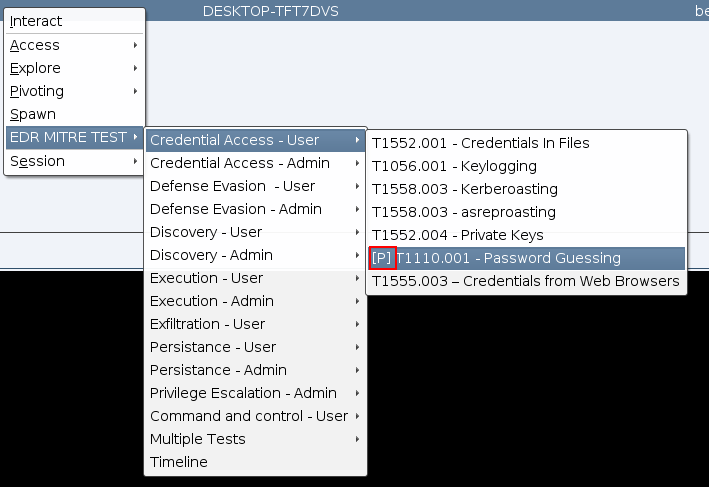 DESKTOP-TFT7DVS
be
Interact
Access
Explore
Pivoting
Spawn
EDR MITRE TEST
Session
Credential Access - User
Credential Access - Admin
Defense Evasion  - User
Defense Evasion - Admin
Discovery - User
Discovery - Admin
Execution - User
Execution - Admin
Exfiltration - User
Persistance - User
Persistance - Admin
Privilege Escalation - Admin
Command and control - User
Multiple Tests
Timeline
T1552.001 - Credentials In Files
T1056.001 - Keylogging
T1558.003 - Kerberoasting
T1558.003 - asreproasting
T1552.004 - Private Keys
[P] T1110.001 - Password Guessing
T1555.003 – Credentials from Web Browsers